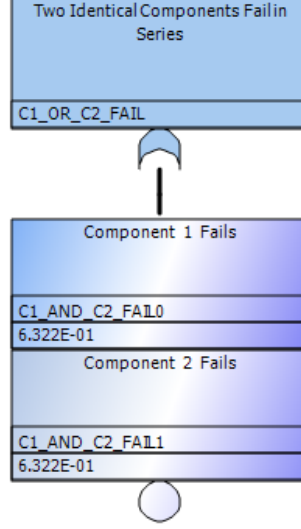 Two Identical Components Fail in
Series
C1_OR_C2_FAIL
Component 1 Fails
C1_AND_C2_FAIL0
6.322E-01
Component 2 Fails
C1_AND_C2_FAIL1
6.322E-01